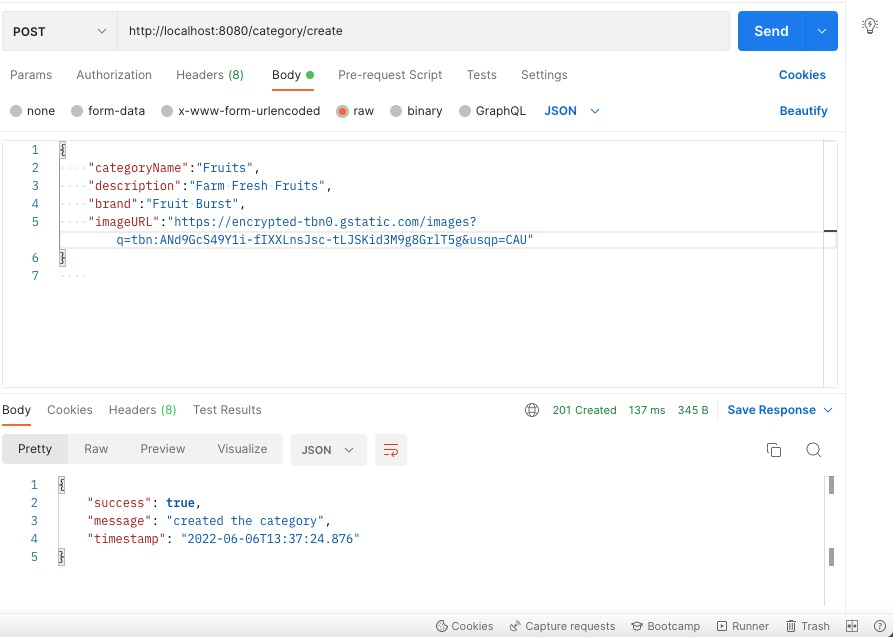 POST http://localhost:8080/category/create Send
Params Authorization Headers (8) Body Pre-request Script Tests Settings Cookies
none form-data x-www-form-urlencoded raw binary GraphQL JSON Beautify
1 {
2 "categoryName":"Fruits",
3 "description":"Farm Fresh Fruits",
4 "brand":"Fruit Burst",
5 "imageURL":"https://encrypted-tbn0.gstatic.com/images?
q=tbn:ANd9GcS49Y1i-fIXXLnsJsc-tLJSKid3M9g8GrlT5g&usqp=CAU"
6 }
7
Body Cookies Headers (8) Test Results 201 Created 137 ms 345 B Save Response
Pretty Raw Preview Visualize JSON
1 {
2 "success": true,
3 "message": "created the category",
4 "timestamp": "2022-06-06T13:37:24.876"
5 }
Cookies Capture requests Bootcamp Runner Trash